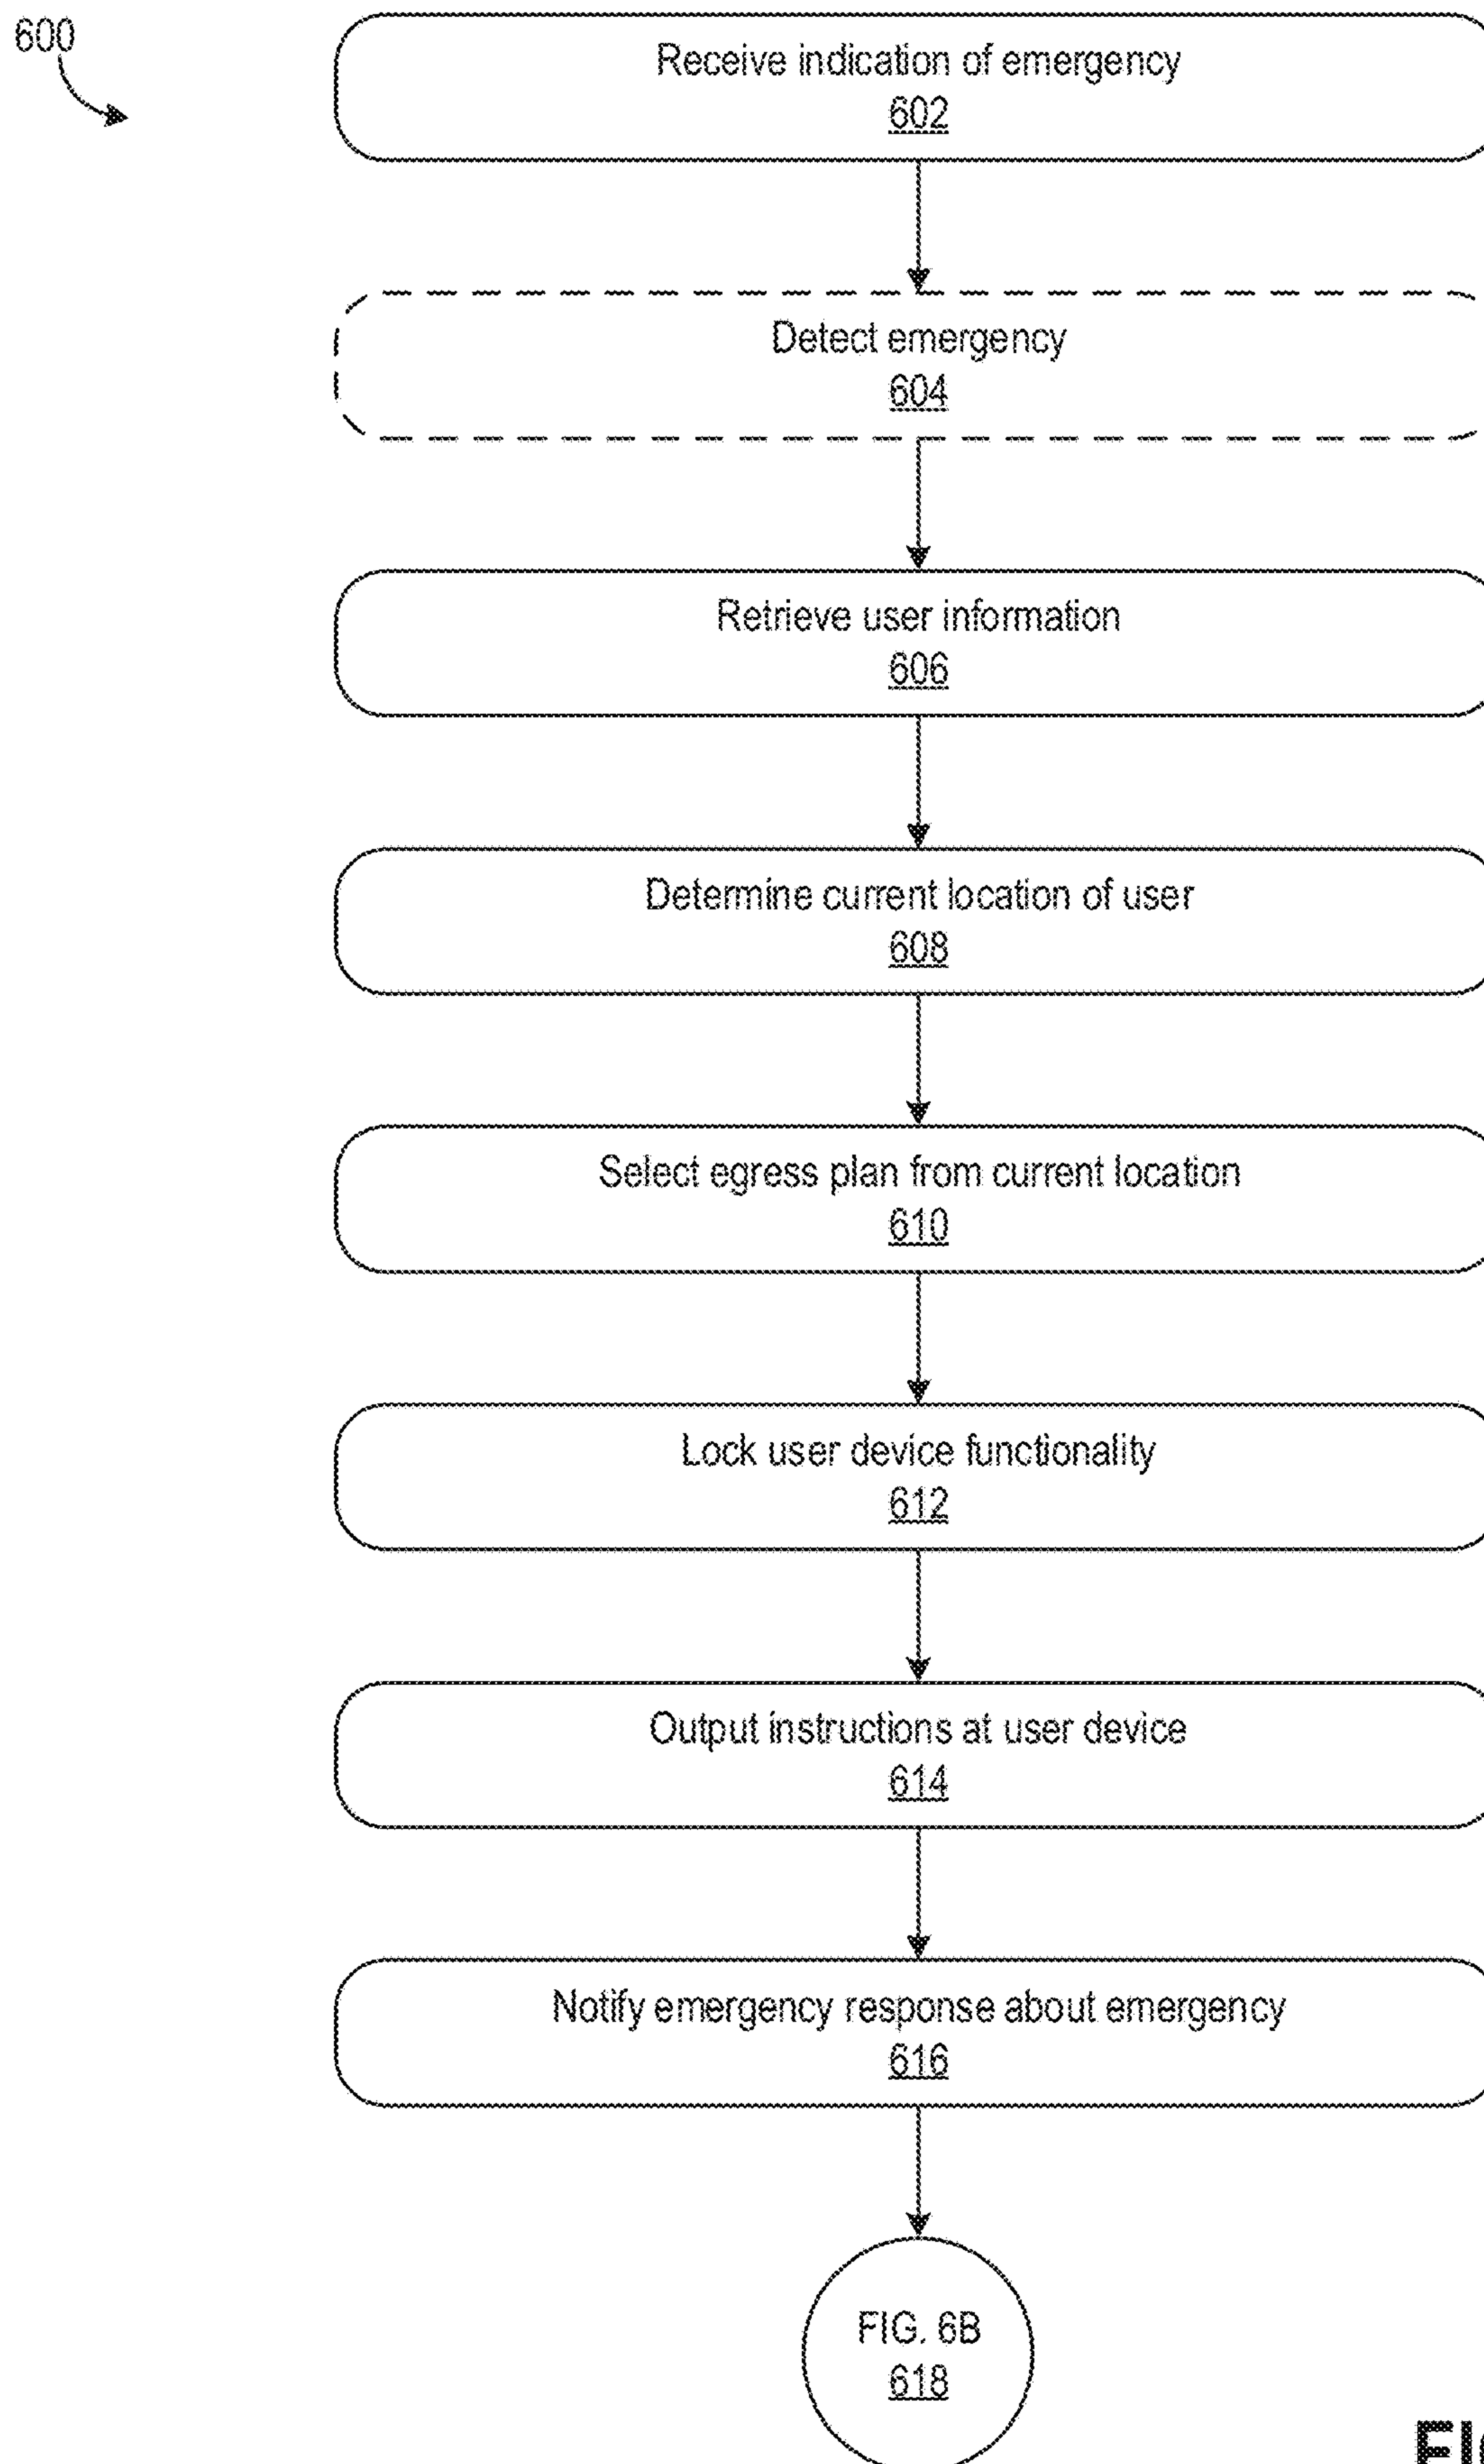 600
Receive indication of emergency
602
Detect emergency
604
Retrieve user information
606
Determine current location of user
608
Select egress plan from current location
610
Lock user device functionality
612
Output instructions at user device
614
Notify emergency response about emergency
616
FIG. 6B
618